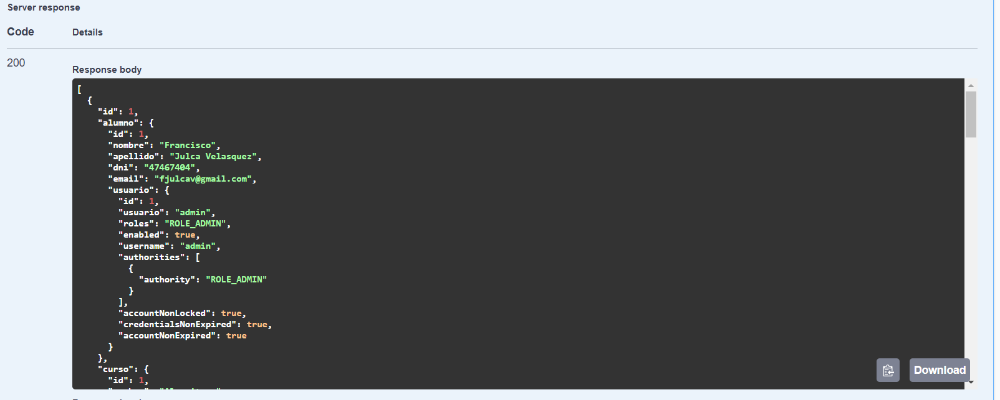 Server response
Code Details
200
Response body
[
{
"id": 1,
"alumno": {
"id": 1,
"nombre": "Francisco",
"apellido": "Julca Velasquez",
"dni": "47467404",
"email": "fjulcav@gmail.com",
"usuario": {
"id": 1,
"usuario": "admin",
"roles": "ROLE_ADMIN",
"enabled": true,
"username": "admin",
"authorities": [
{
"authority": "ROLE_ADMIN"
}
],
"accountNonLocked": true,
"credentialsNonExpired": true,
"accountNonExpired": true
}
},
"curso": {
"id": 1,
Download